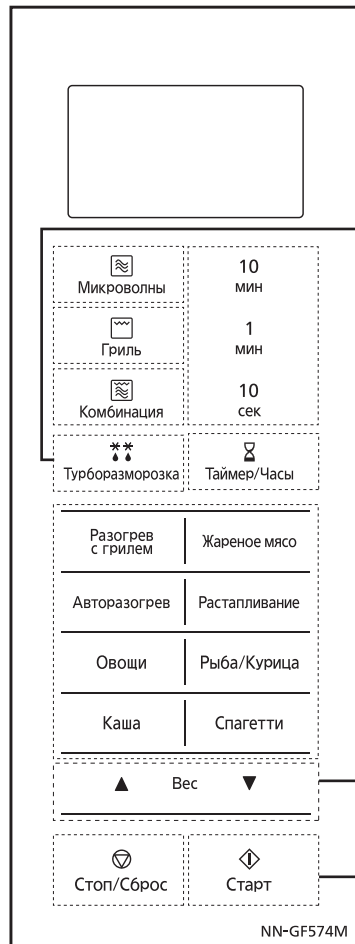 Микроволны
10
мин
Гриль
1
мин
Комбинация
10
сек
Турборазморозка
Таймер/Часы
Разогрев
с грилем
Жареное мясо
Авторазогрев
Растапливание
Овощи
Рыба/Курица
Каша
Спагетти
▲ Вес ▼
Стоп/Сброс
Старт
NN-GF574M